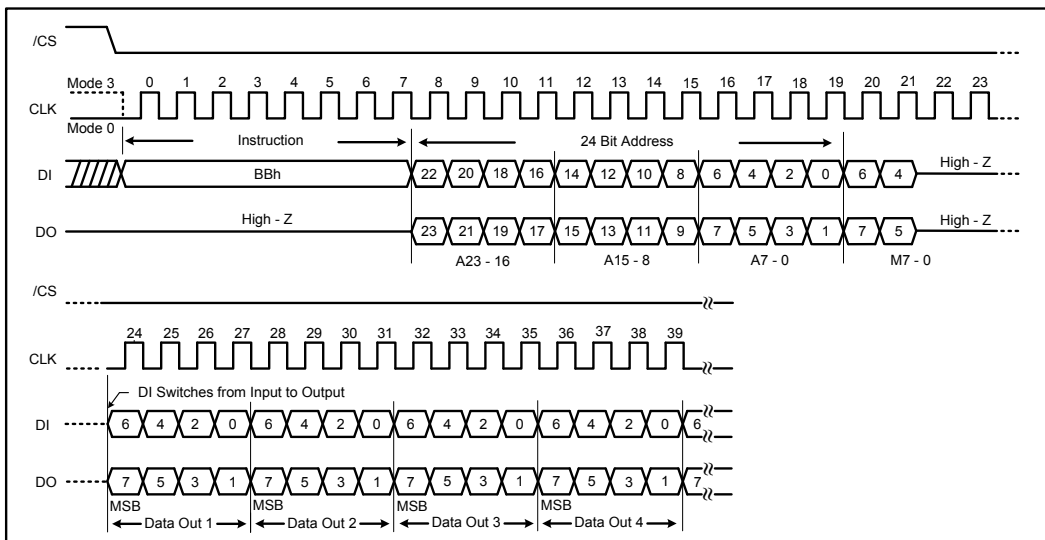 /CS
Mode 3 0 1 2 3 4 5 6 7 8 9 10 11 12 13 14 15 16 17 18 19 20 21 22 23
CLK
Mode 0
Instruction 24 Bit Address
DI BBh 22 20 18 16 14 12 10 8 6 4 2 0 6 4 High - Z
DO High - Z 23 21 19 17 15 13 11 9 7 5 3 1 7 5 High - Z
A23 - 16 A15 - 8 A7 - 0 M7 - 0
/CS
24 25 26 27 28 29 30 31 32 33 34 35 36 37 38 39
CLK
DI Switches from Input to Output
DI 6 4 2 0 6 4 2 0 6 4 2 0 6 4 2 0 6
DO 7 5 3 1 7 5 3 1 7 5 3 1 7 5 3 1 7
MSB MSB MSB MSB
Data Out 1 Data Out 2 Data Out 3 Data Out 4